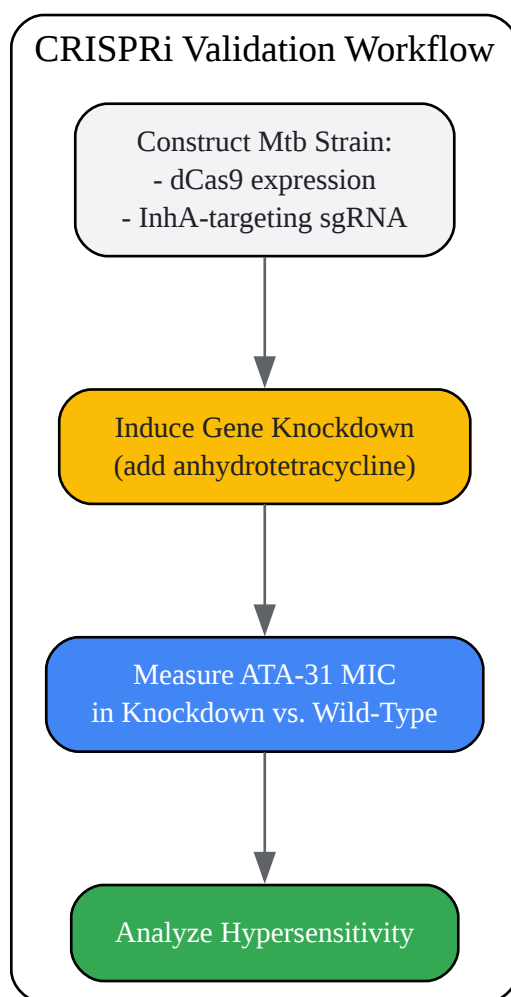 CRISPRi Validation Workflow
Construct Mtb Strain:
- dCas9 expression
- InhA-targeting sgRNA
Induce Gene Knockdown
(add anhydrotetracycline)
Measure ATA-31 MIC
in Knockdown vs. Wild-Type
Analyze Hypersensitivity